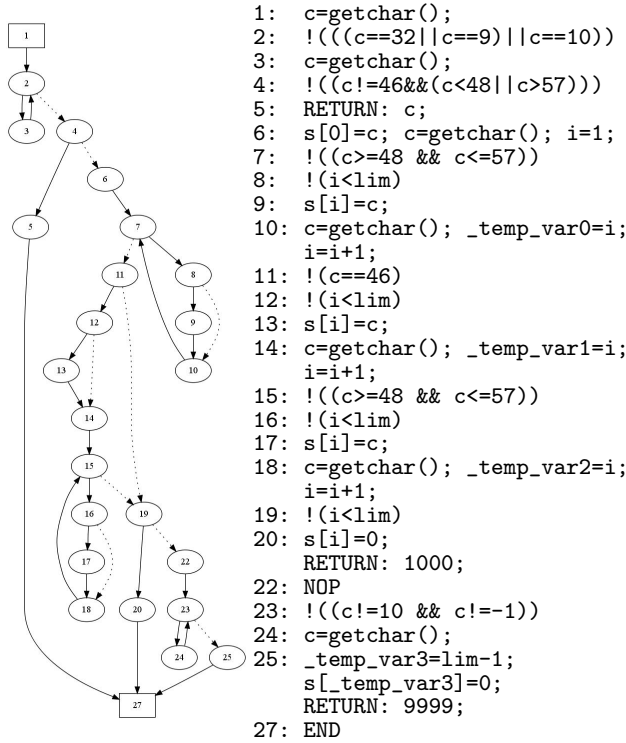 1
2
3
4
5
6
7
8
9
10
11
12
13
14
15
16
17
18
19
20
22
23
24
25
27
1: c=getchar();
2: !(((c==32||c==9)||c==10))
3: c=getchar();
4: !((c!=46&&(c<48||c>57)))
5: RETURN: c;
6: s[0]=c; c=getchar(); i=1;
7: !((c>=48 && c<=57))
8: !(i<lim)
9: s[i]=c;
10: c=getchar(); _temp_var0=i;
i=i+1;
11: !(c==46)
12: !(i<lim)
13: s[i]=c;
14: c=getchar(); _temp_var1=i;
i=i+1;
15: !((c>=48 && c<=57))
16: !(i<lim)
17: s[i]=c;
18: c=getchar(); _temp_var2=i;
i=i+1;
19: !(i<lim)
20: s[i]=0;
RETURN: 1000;
22: NOP
23: !((c!=10 && c!=-1))
24: c=getchar();
25: _temp_var3=lim-1;
s[_temp_var3]=0;
RETURN: 9999;
27: END